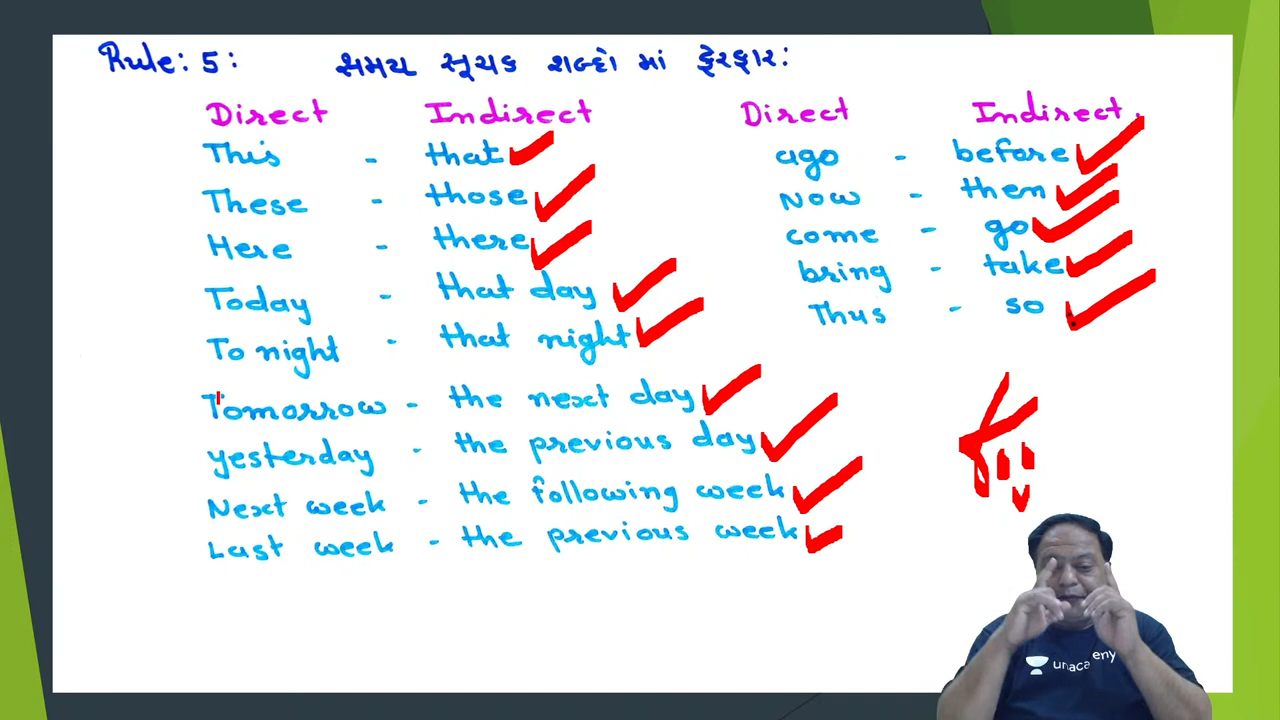 Rule: 5: સમય સૂચક શબ્દો માં ફેરફાર:
Direct Indirect
This - that
These - those
Here - there
Today - that day
To night - that night
Tomorrow - the next day
yesterday - the previous day
Next week - the following week
Last week - the previous week
Direct Indirect.
ago - before
Now - then
come - go
bring - take
Thus - so
unacademy